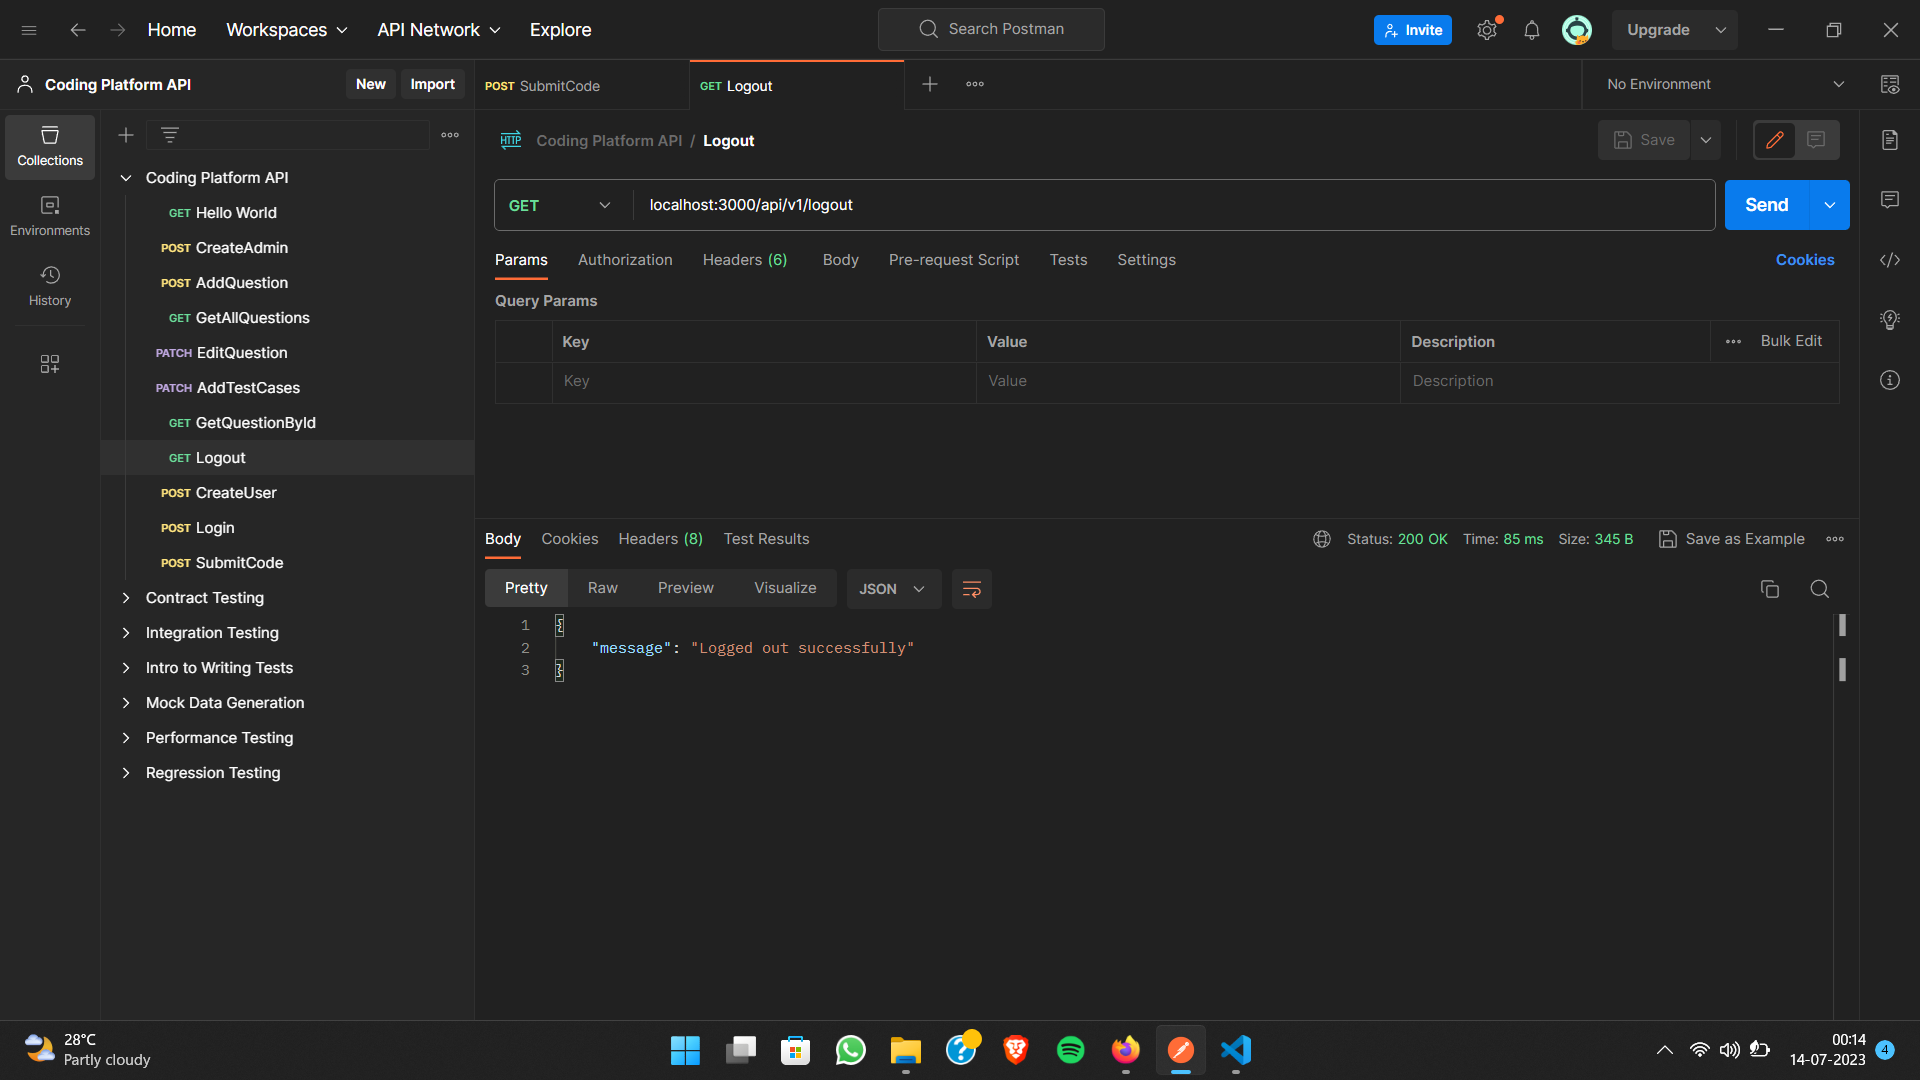 Home Workspaces API Network Explore Search Postman Invite Upgrade
Coding Platform API New Import POST SubmitCode GET Logout No Environment
HTTP Coding Platform API / Logout Save
Collections
Environments
History
Coding Platform API
GET Hello World
POST CreateAdmin
POST AddQuestion
GET GetAllQuestions
PATCH EditQuestion
PATCH AddTestCases
GET GetQuestionById
GET Logout
POST CreateUser
POST Login
POST SubmitCode
Contract Testing
Integration Testing
Intro to Writing Tests
Mock Data Generation
Performance Testing
Regression Testing
GET localhost:3000/api/v1/logout Send
Params Authorization Headers (6) Body Pre-request Script Tests Settings Cookies
Query Params
Key Value Description Bulk Edit
Key Value Description
Body Cookies Headers (8) Test Results Status: 200 OK Time: 85 ms Size: 345 B Save as Example
Pretty Raw Preview Visualize JSON
1 {
2 "message": "Logged out successfully"
3 }
28°C
Partly cloudy
00:14
14-07-2023 4